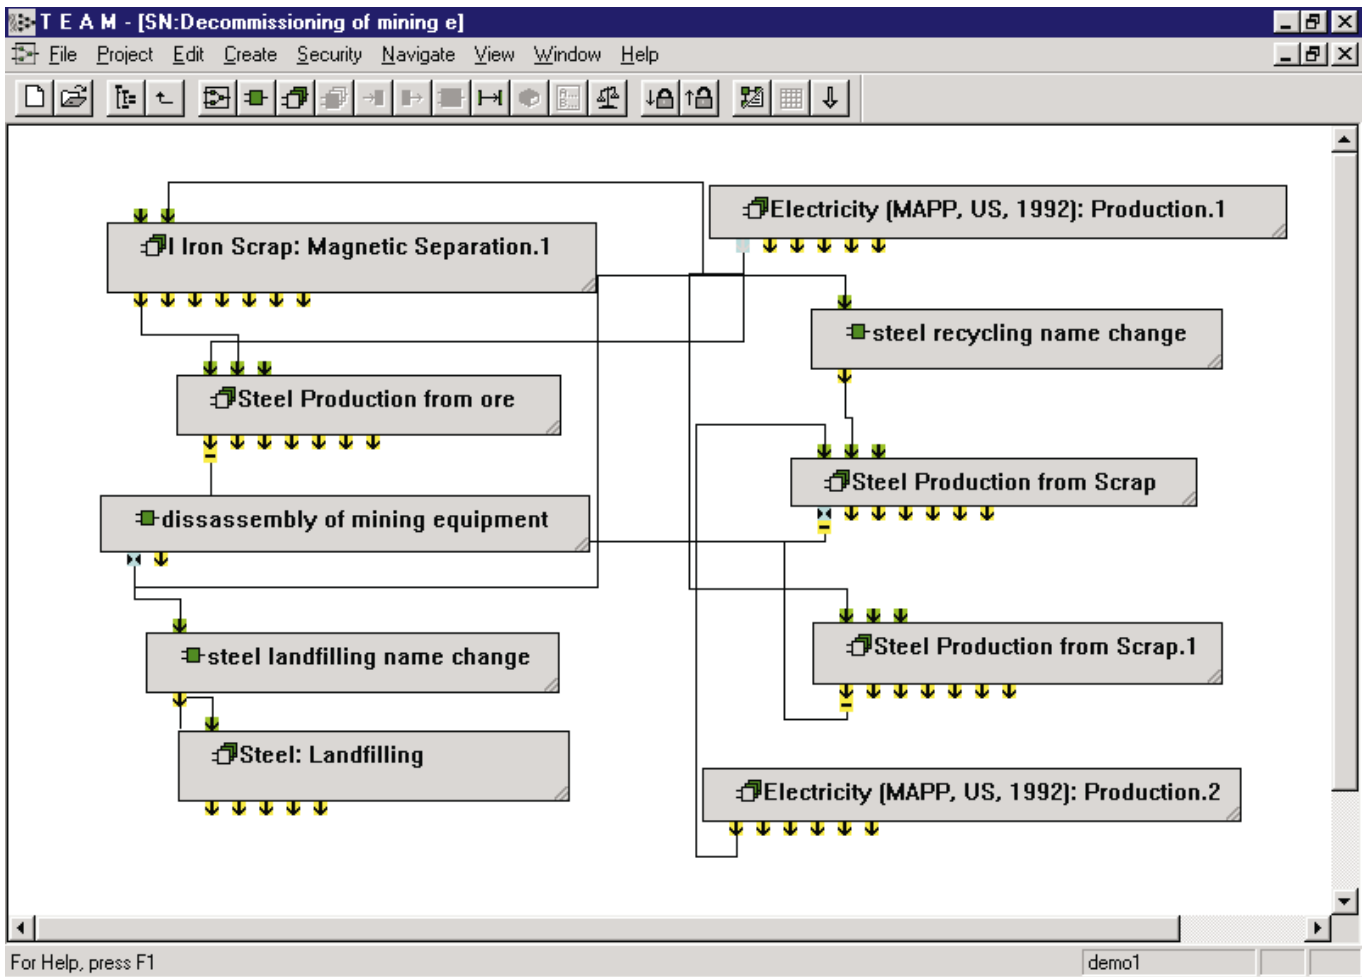 T E A M - [SN:Decommissioning of mining e]
File Project Edit Create Security Navigate View Window Help
Electricity (MAPP, US, 1992): Production.1
l Iron Scrap: Magnetic Separation.1
steel recycling name change
Steel Production from ore
Steel Production from Scrap
dissassembly of mining equipment
Steel Production from Scrap.1
steel landfilling name change
Steel: Landfilling
Electricity (MAPP, US, 1992): Production.2
For Help, press F1 demo1